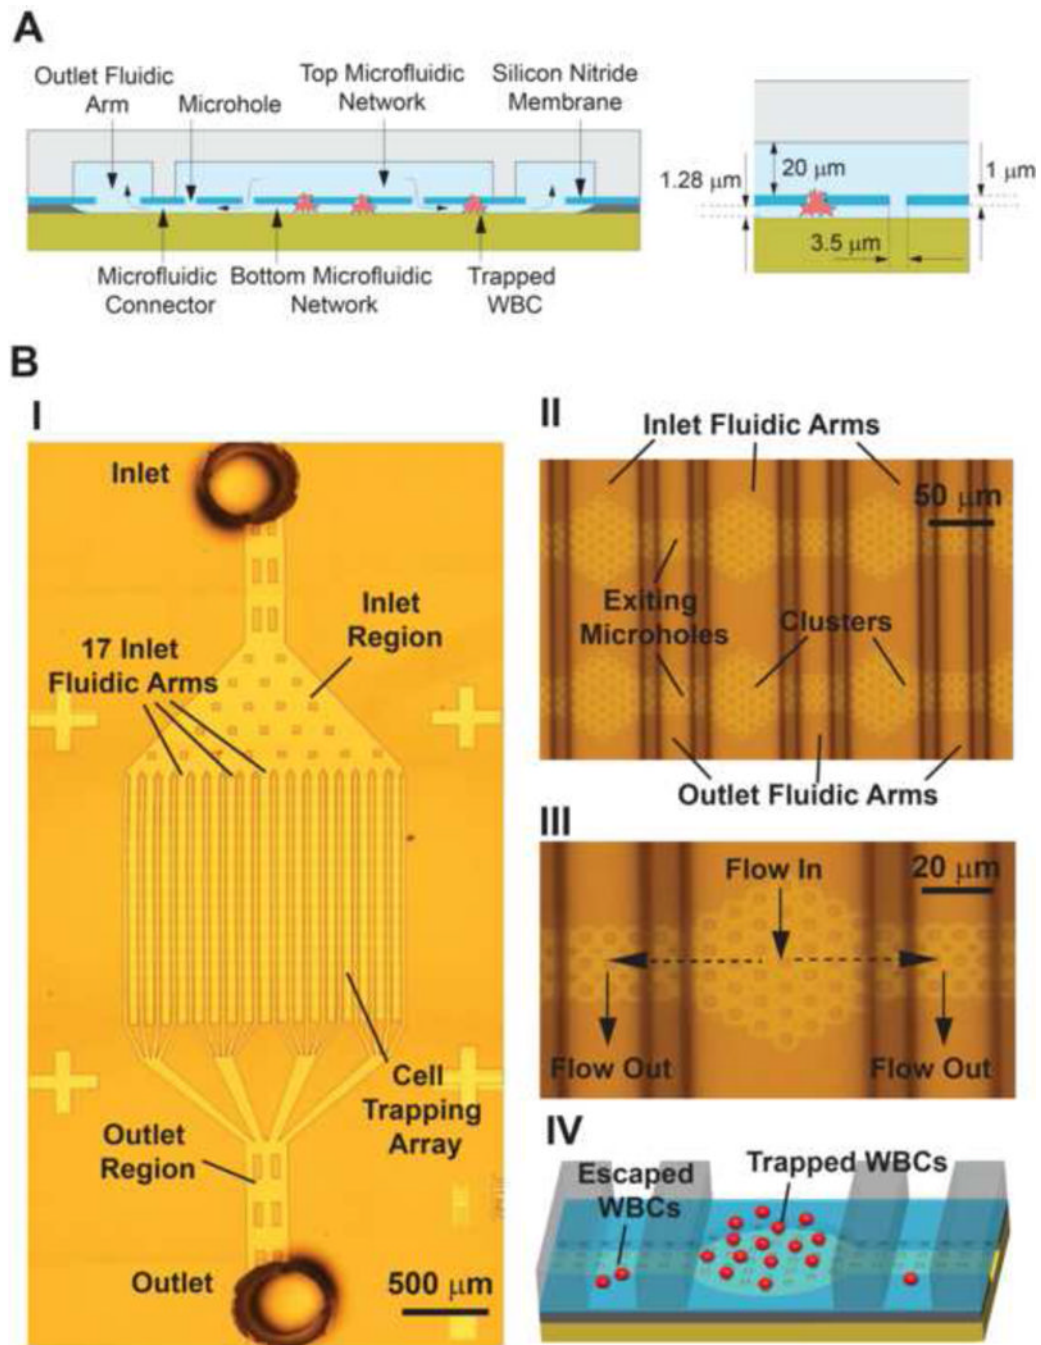 A
Outlet Fluidic
Arm
Microhole
Top Microfluidic
Network
Silicon Nitride
Membrane
Microfluidic
Connector
Bottom Microfluidic
Network
Trapped
WBC
1.28 μm
20 μm
1 μm
3.5 μm
B
I
Inlet
Inlet
Region
17 Inlet
Fluidic Arms
Cell
Trapping
Array
Outlet
Region
Outlet
500 μm
II
Inlet Fluidic Arms
50 μm
Exiting
Microholes
Clusters
Outlet Fluidic Arms
III
Flow In
20 μm
Flow Out
Flow Out
IV
Escaped
WBCs
Trapped WBCs